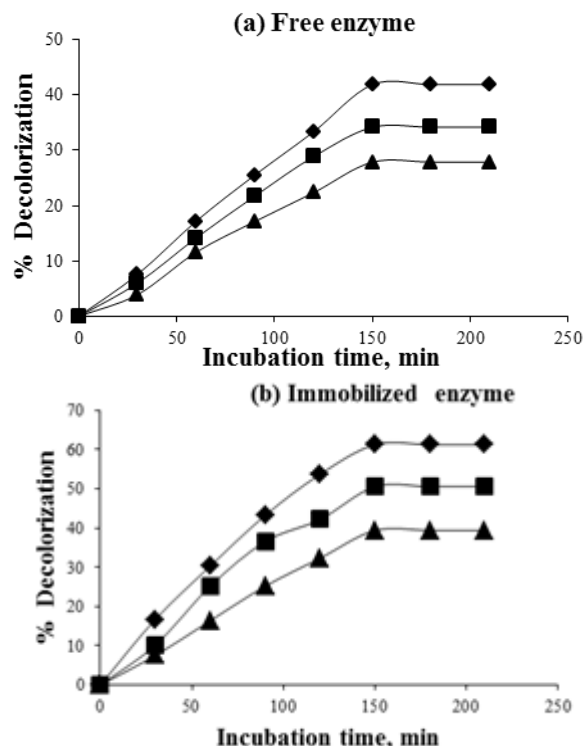 (a) Free enzyme
50
40
30
20
10
0
% Decolorization
0 50 100 150 200 250
Incubation time, min
(b) Immobilized enzyme
70
60
50
40
30
20
10
0
% Decolorization
0 50 100 150 200 250
Incubation time, min